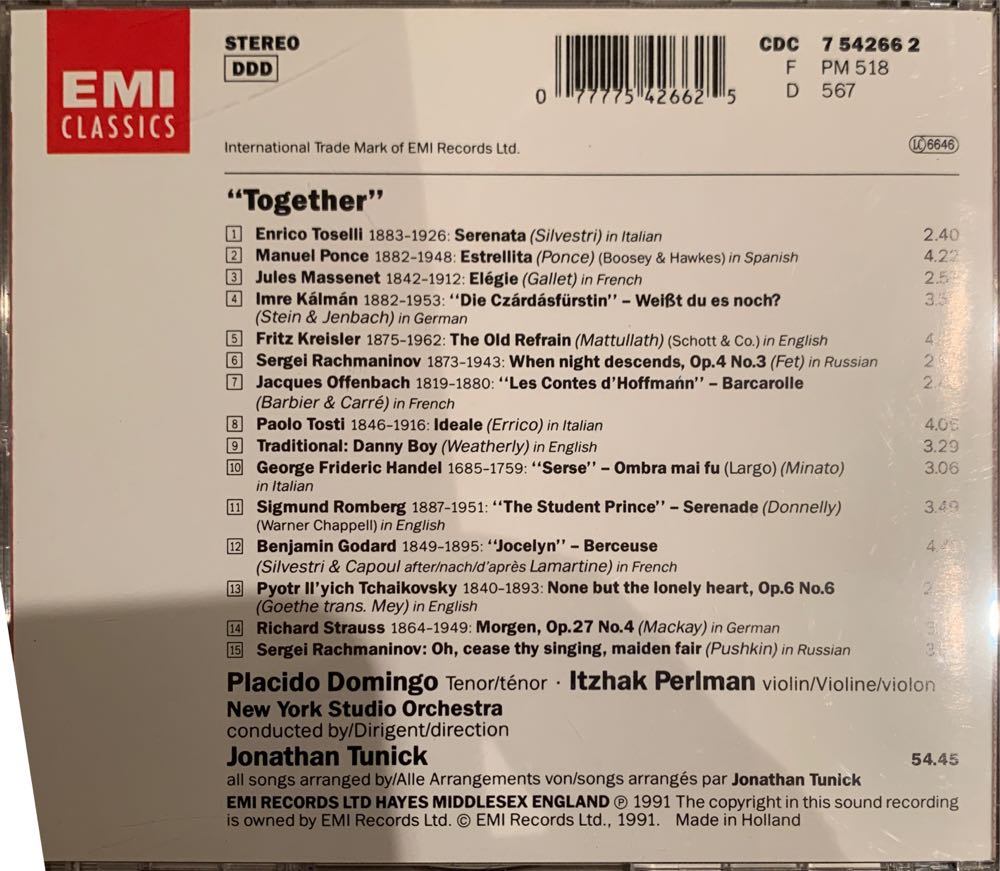 EMI
CLASSICS
STEREO
DDD
0 77775 42662 5
CDC 7 54266 2
F PM 518
D 567
International Trade Mark of EMI Records Ltd.
LC 6646
“Together”
1 Enrico Toselli 1883-1926: Serenata (Silvestri) in Italian 2.40
2 Manuel Ponce 1882-1948: Estrellita (Ponce) (Boosey & Hawkes) in Spanish 4.22
3 Jules Massenet 1842-1912: Elégie (Gallet) in French
4 Imre Kálmán 1882-1953: “Die Czárdásfürstin” – Weißt du es noch?
(Stein & Jenbach) in German
5 Fritz Kreisler 1875-1962: The Old Refrain (Mattullath) (Schott & Co.) in English
6 Sergei Rachmaninov 1873-1943: When night descends, Op.4 No.3 (Fet) in Russian
7 Jacques Offenbach 1819-1880: “Les Contes d'Hoffmańn” – Barcarolle
(Barbier & Carré) in French
8 Paolo Tosti 1846-1916: Ideale (Errico) in Italian
9 Traditional: Danny Boy (Weatherly) in English 3.29
10 George Frideric Handel 1685-1759: “Serse” – Ombra mai fu (Largo) (Minato) 3.06
in Italian
11 Sigmund Romberg 1887-1951: “The Student Prince” – Serenade (Donnelly) 3.49
(Warner Chappell) in English
12 Benjamin Godard 1849-1895: “Jocelyn” – Berceuse
(Silvestri & Capoul after/nach/d'après Lamartine) in French
13 Pyotr Il'yich Tchaikovsky 1840-1893: None but the lonely heart, Op.6 No.6
(Goethe trans. Mey) in English
14 Richard Strauss 1864-1949: Morgen, Op.27 No.4 (Mackay) in German
15 Sergei Rachmaninov: Oh, cease thy singing, maiden fair (Pushkin) in Russian
Placido Domingo Tenor/ténor · Itzhak Perlman violin/Violine/violon
New York Studio Orchestra
conducted by/Dirigent/direction
Jonathan Tunick 54.45
all songs arranged by/Alle Arrangements von/songs arrangés par Jonathan Tunick
EMI RECORDS LTD HAYES MIDDLESEX ENGLAND ℗ 1991 The copyright in this sound recording
is owned by EMI Records Ltd. © EMI Records Ltd., 1991. Made in Holland